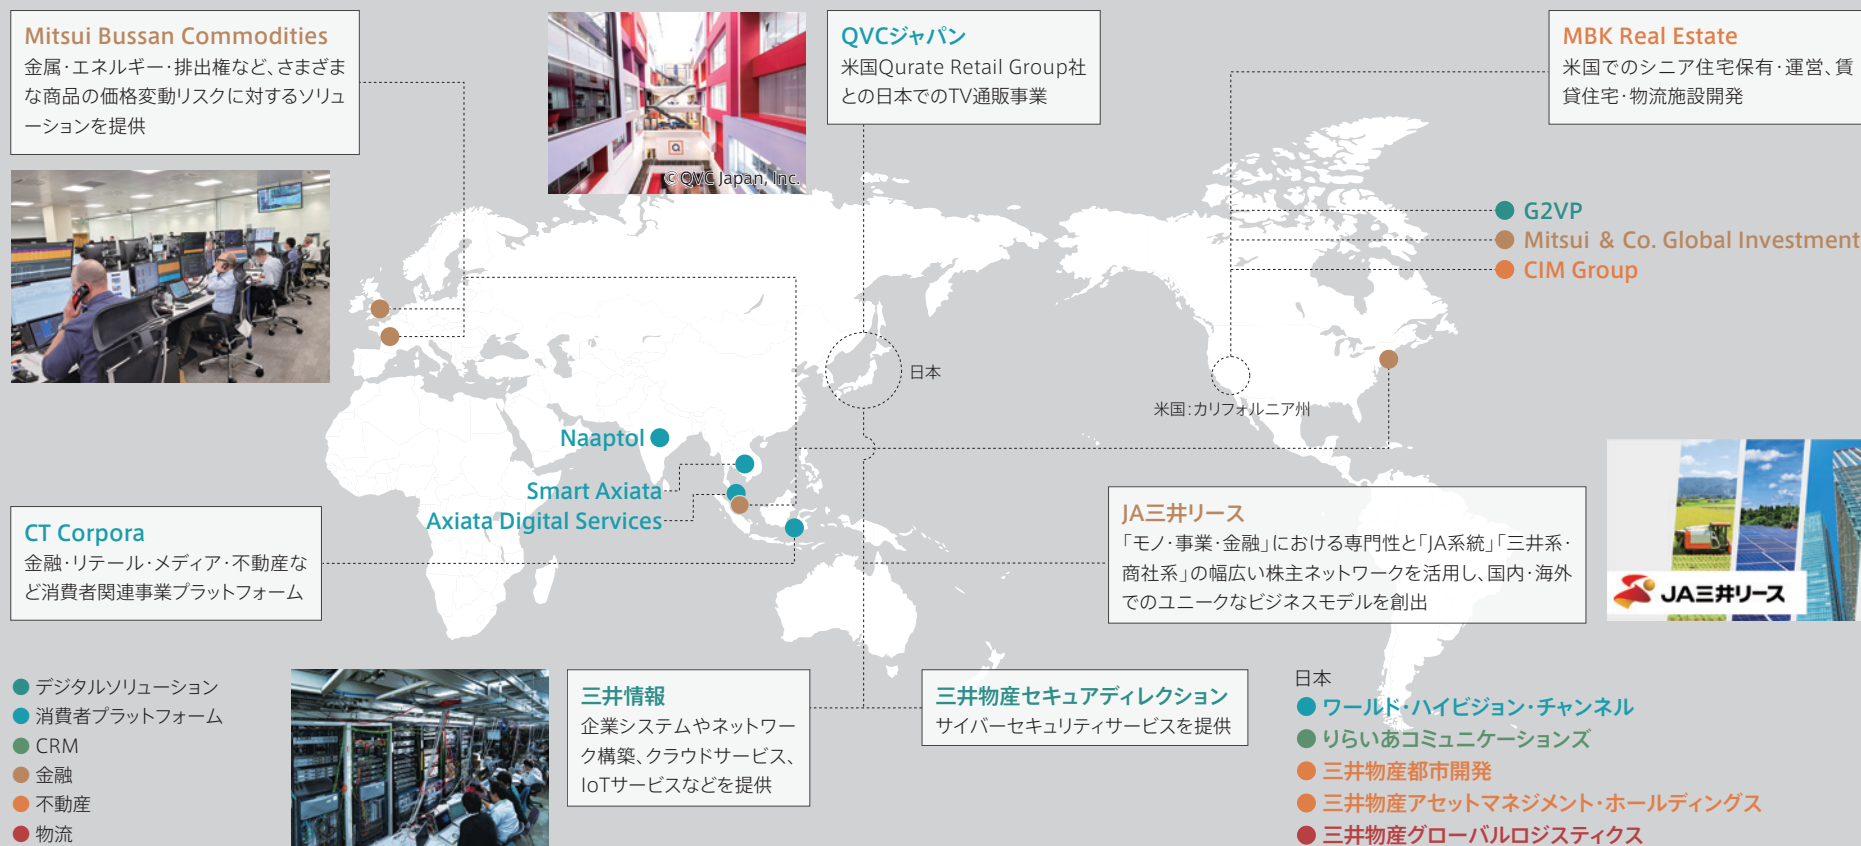 Mitsui Bussan Commodities
金属・エネルギー・排出権など、さまざま
な商品の価格変動リスクに対するソリュ
ーションを提供
© QVC Japan, Inc.
QVCジャパン
米国Qurate Retail Group社
との日本でのTV通販事業
MBK Real Estate
米国でのシニア住宅保有・運営、賃
貸住宅・物流施設開発
G2VP
Mitsui & Co. Global Investment
CIM Group
日本
米国:カリフォルニア州
Naaptol
Smart Axiata
Axiata Digital Services
CT Corpora
金融・リテール・メディア・不動産な
ど消費者関連事業プラットフォーム
JA三井リース
「モノ・事業・金融」における専門性と「JA系統」「三井系・
商社系」の幅広い株主ネットワークを活用し、国内・海外
でのユニークなビジネスモデルを創出
JA三井リース
デジタルソリューション
消費者プラットフォーム
CRM
金融
不動産
物流
三井情報
企業システムやネットワー
ク構築、クラウドサービス、
IoTサービスなどを提供
三井物産セキュアディレクション
サイバーセキュリティサービスを提供
日本
ワールド・ハイビジョン・チャンネル
りらいあコミュニケーションズ
三井物産都市開発
三井物産アセットマネジメント・ホールディングス
三井物産グローバルロジスティクス